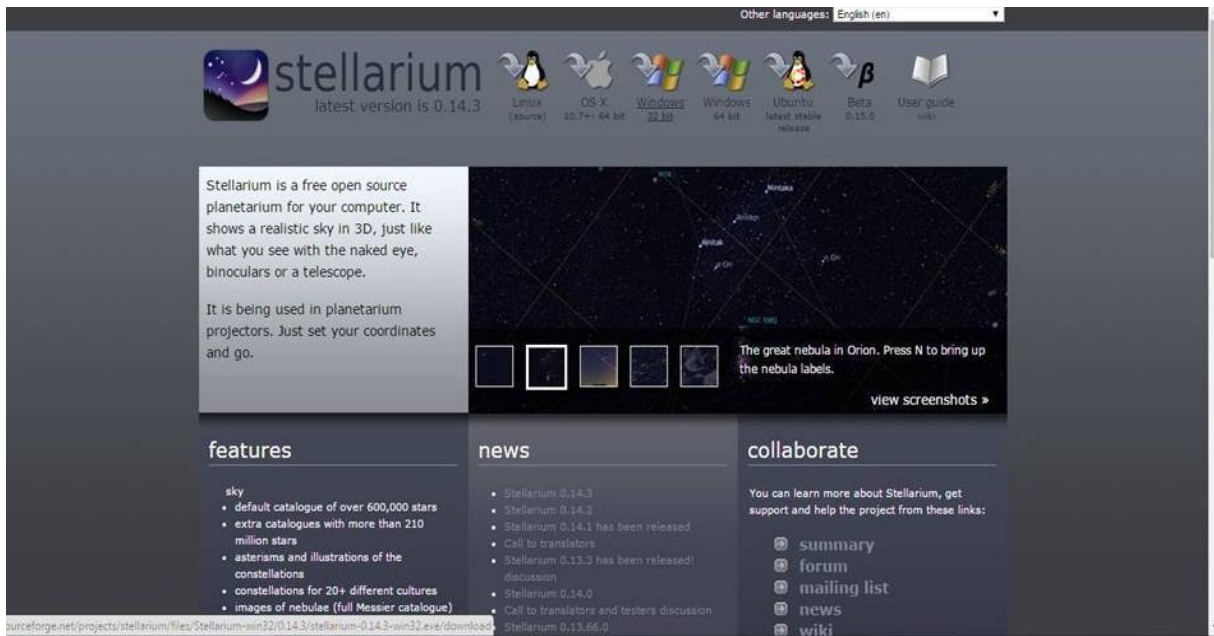 Other languages: English (en)
stellarium
latest version is 0.14.3
Linux
(source)
OS X
10.7+; 64 bit
Windows
32 bit
Windows
64 bit
Ubuntu
latest stable
release
Beta
0.15.0
User guide
wiki
Stellarium is a free open source
planetarium for your computer. It
shows a realistic sky in 3D, just like
what you see with the naked eye,
binoculars or a telescope.
It is being used in planetarium
projectors. Just set your coordinates
and go.
M78
Mintaka
Alnilam
Alnitak
σ Ori
η Ori
The great nebula in Orion. Press N to bring up
the nebula labels.
view screenshots »
features
sky
default catalogue of over 600,000 stars
extra catalogues with more than 210
million stars
asterisms and illustrations of the
constellations
constellations for 20+ different cultures
images of nebulae (full Messier catalogue)
news
Stellarium 0.14.3
Stellarium 0.14.2
Stellarium 0.14.1 has been released
Call to translators
Stellarium 0.13.3 has been released!
discussion
Stellarium 0.14.0
Call to translators and testers discussion
Stellarium 0.13.66.0
collaborate
You can learn more about Stellarium, get
support and help the project from these links:
summary
forum
mailing list
news
wiki
ourceforge.net/projects/stellarium/files/Stellarium-win32/0.14.3/stellarium-0.14.3-win32.exe/download